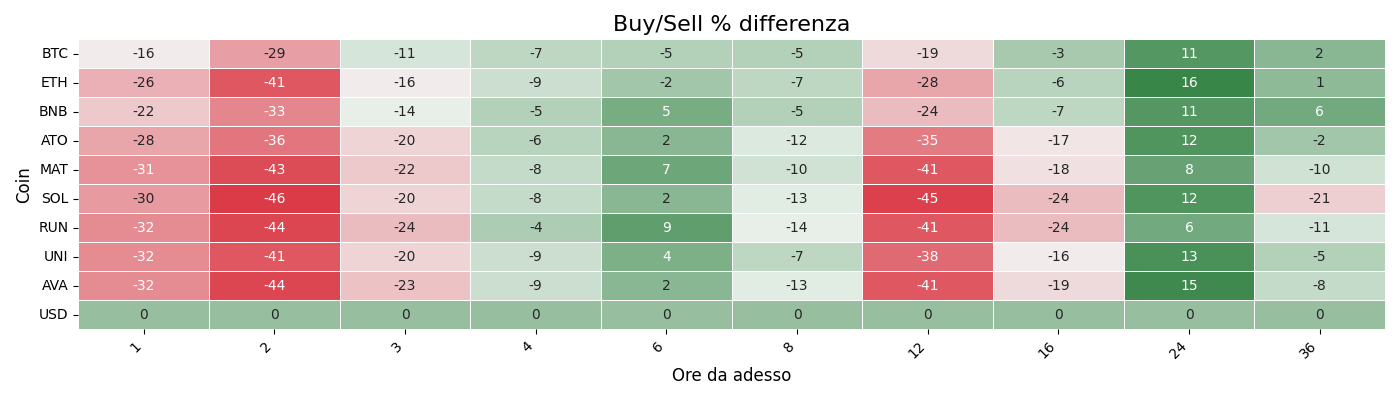 Buy/Sell % differenza
BTC -16 -29 -11 -7 -5 -5 -19 -3 11 2
ETH -26 -41 -16 -9 -2 -7 -28 -6 16 1
BNB -22 -33 -14 -5 5 -5 -24 -7 11 6
ATO -28 -36 -20 -6 2 -12 -35 -17 12 -2
MAT -31 -43 -22 -8 7 -10 -41 -18 8 -10
SOL -30 -46 -20 -8 2 -13 -45 -24 12 -21
RUN -32 -44 -24 -4 9 -14 -41 -24 6 -11
UNI -32 -41 -20 -9 4 -7 -38 -16 13 -5
AVA -32 -44 -23 -9 2 -13 -41 -19 15 -8
USD 0 0 0 0 0 0 0 0 0 0
Coin
1 2 3 4 6 8 12 16 24 36
Ore da adesso